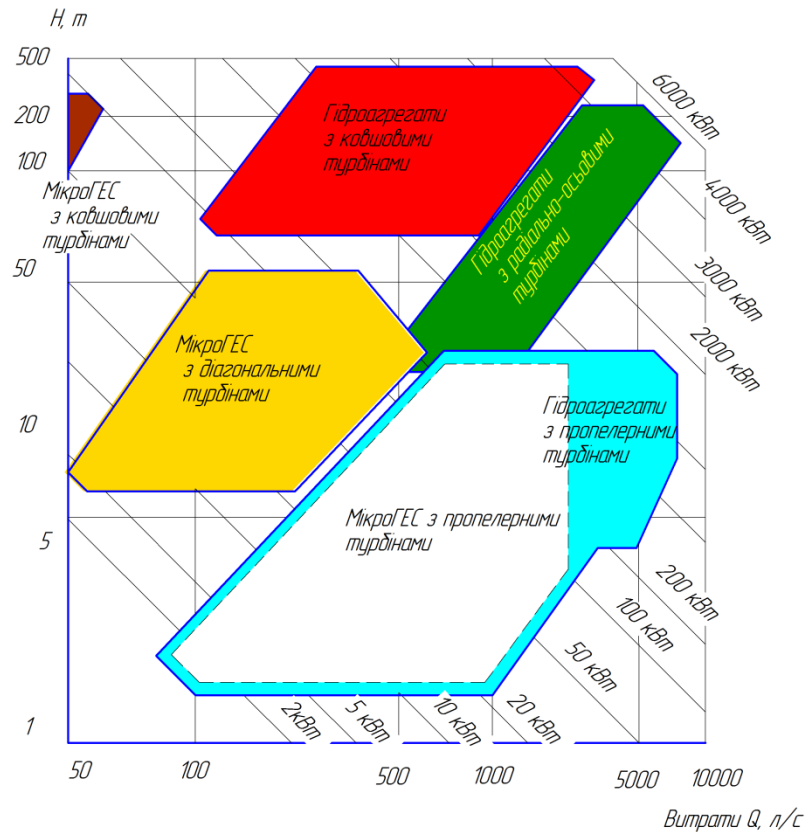 H, m
500
200
100
50
10
5
1
6000 кВт
4000 кВт
3000 кВт
2000 кВт
Гідроагрегати
з ковшовими
турбінами
Гідроагрегати
з радіально-осьовими
турбінами
МікроГЕС
з ковшовими
турбінами
МікроГЕС
з діагональними
турбінами
Гідроагрегати
з пропелерними
турбінами
МікроГЕС з пропелерними
турбінами
200 кВт
100 кВт
50 кВт
20 кВт
10 кВт
5 кВт
2кВт
50
100
500
1000
5000
10000
Витрати Q, л/с